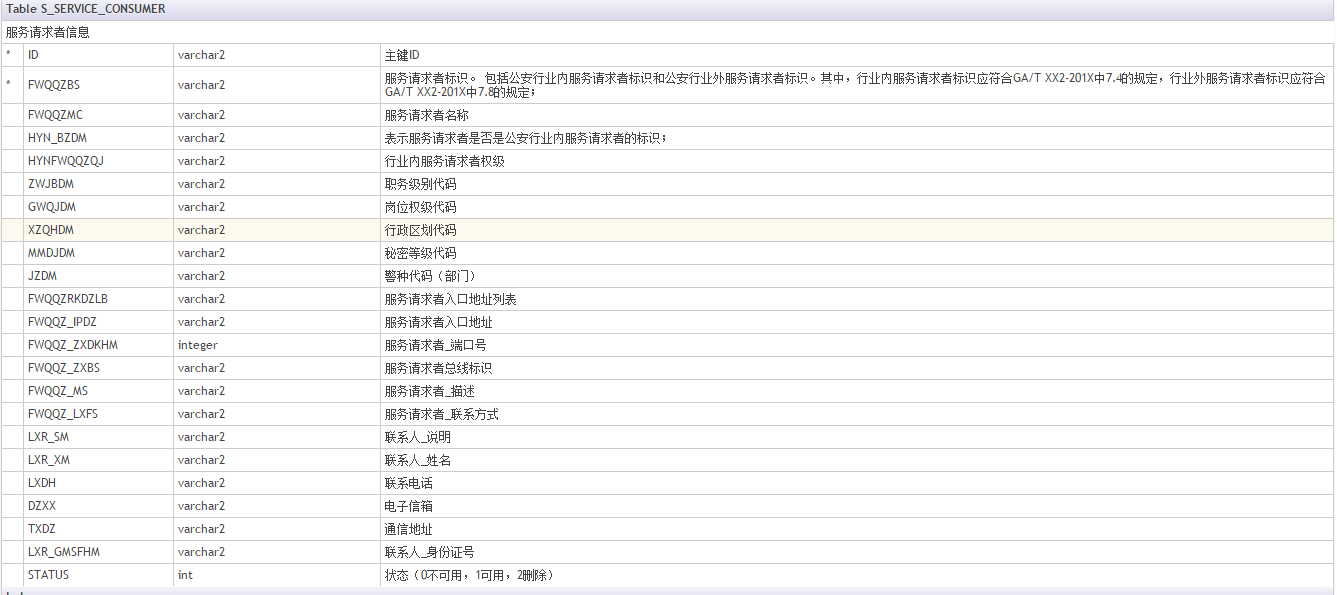 Table S_SERVICE_CONSUMER
服务请求者信息
* ID varchar2 主键ID
* FWQQZBS varchar2 服务请求者标识。 包括公安行业内服务请求者标识和公安行业外服务请求者标识。其中，行业内服务请求者标识应符合GA/T XX2-201X中7.4的规定，行业外服务请求者标识应符合
GA/T XX2-201X中7.8的规定；
FWQQZMC varchar2 服务请求者名称
HYN_BZDM varchar2 表示服务请求者是否是公安行业内服务请求者的标识；
HYNFWQQZQJ varchar2 行业内服务请求者权级
ZWJBDM varchar2 职务级别代码
GWQJDM varchar2 岗位权级代码
XZQHDM varchar2 行政区划代码
MMDJDM varchar2 秘密等级代码
JZDM varchar2 警种代码（部门）
FWQQZRKDZLB varchar2 服务请求者入口地址列表
FWQQZ_IPDZ varchar2 服务请求者入口地址
FWQQZ_ZXDKHM integer 服务请求者_端口号
FWQQZ_ZXBS varchar2 服务请求者总线标识
FWQQZ_MS varchar2 服务请求者_描述
FWQQZ_LXFS varchar2 服务请求者_联系方式
LXR_SM varchar2 联系人_说明
LXR_XM varchar2 联系人_姓名
LXDH varchar2 联系电话
DZXX varchar2 电子信箱
TXDZ varchar2 通信地址
LXR_GMSFHM varchar2 联系人_身份证号
STATUS int 状态（0不可用，1可用，2删除）